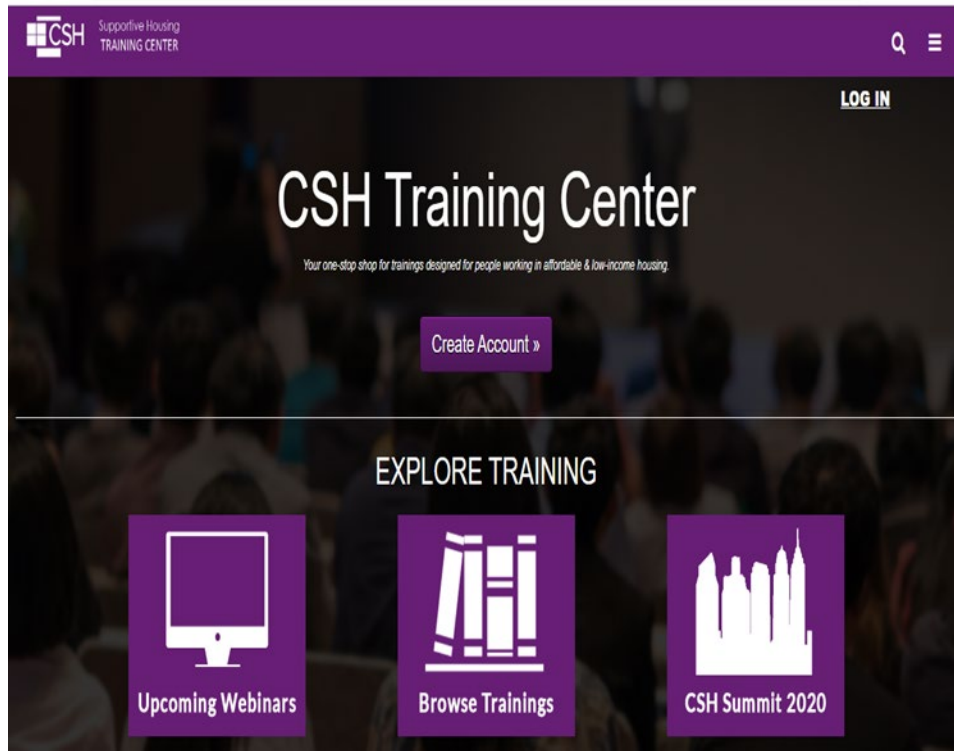 CSH
Supportive Housing
TRAINING CENTER
LOG IN
CSH Training Center
Your one-stop shop for trainings designed for people working in affordable & low-income housing.
Create Account »
EXPLORE TRAINING
Upcoming Webinars
Browse Trainings
CSH Summit 2020